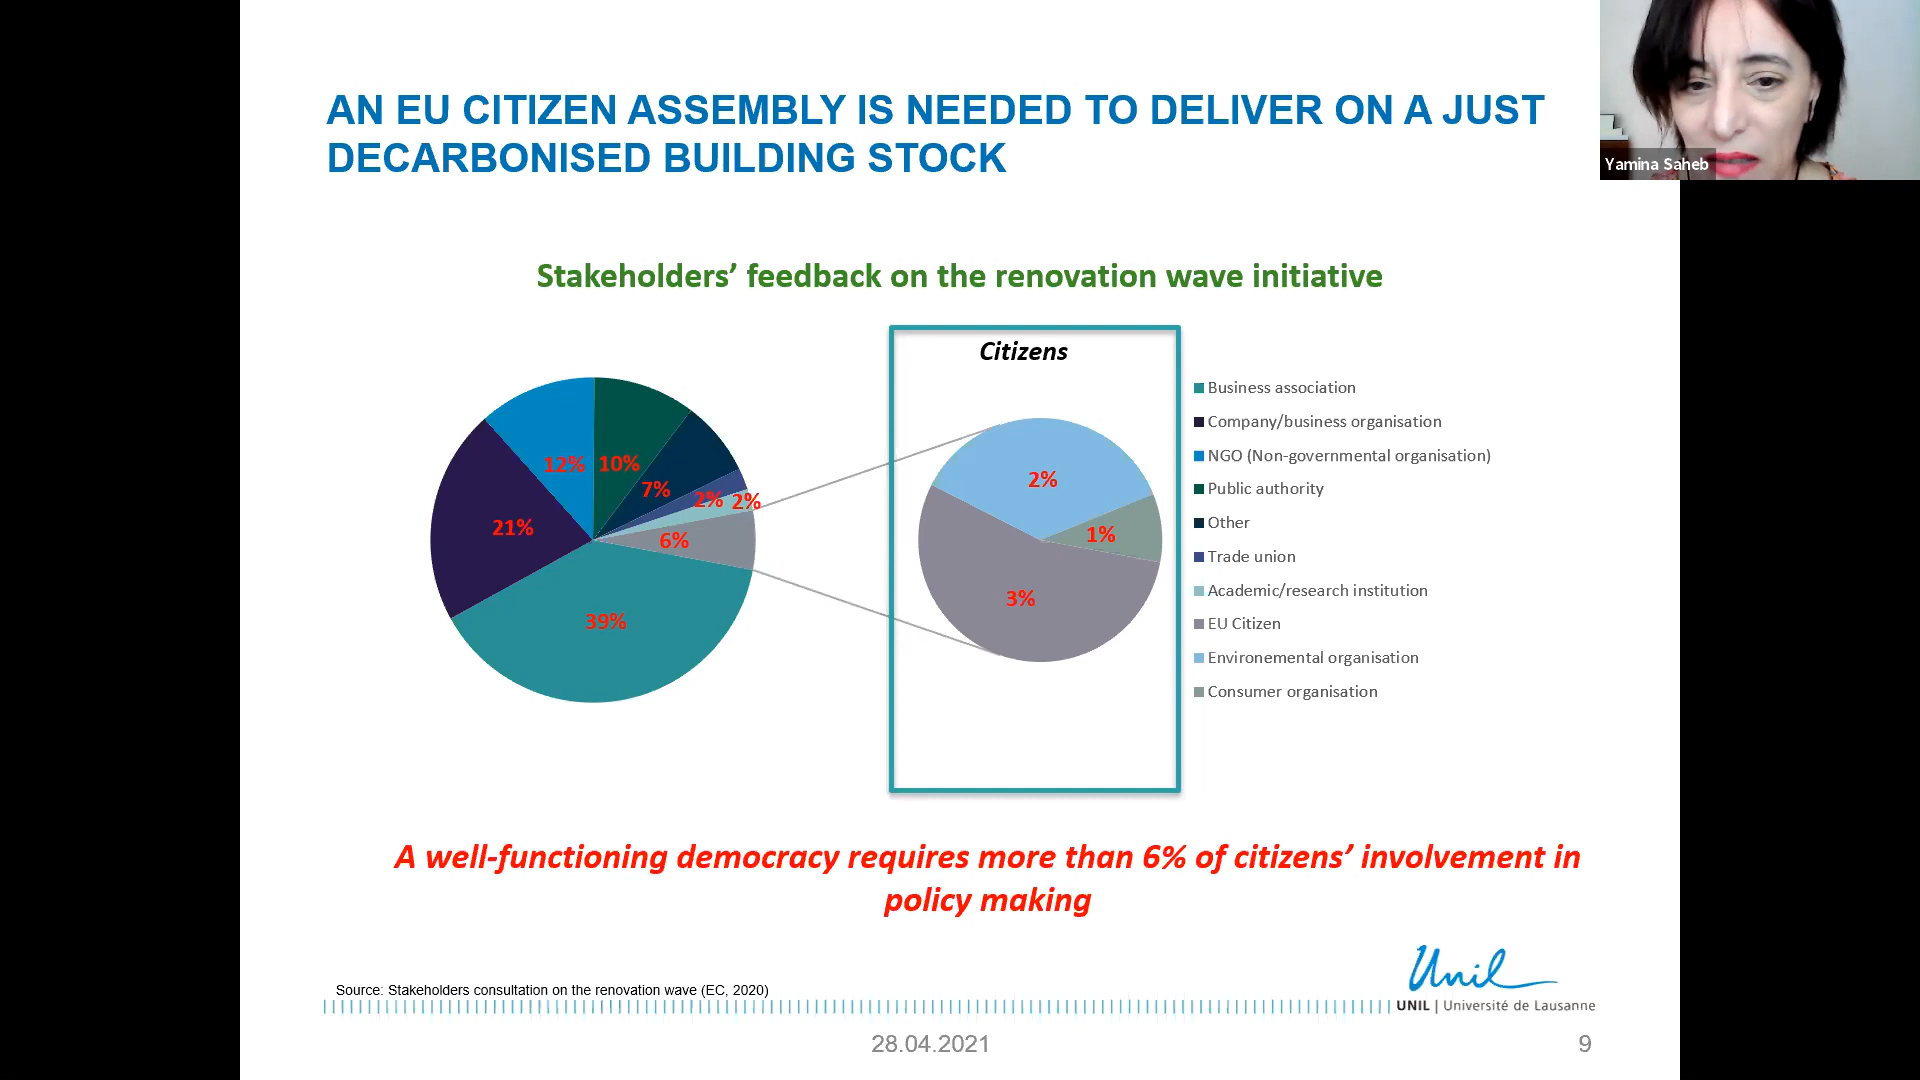 AN EU CITIZEN ASSEMBLY IS NEEDED TO DELIVER ON A JUST
DECARBONISED BUILDING STOCK
Yamina Saheb
Stakeholders’ feedback on the renovation wave initiative
Citizens
12%
10%
7%
2%
2%
21%
6%
39%
2%
1%
3%
Business association
Company/business organisation
NGO (Non-governmental organisation)
Public authority
Other
Trade union
Academic/research institution
EU Citizen
Environemental organisation
Consumer organisation
A well-functioning democracy requires more than 6% of citizens’ involvement in
policy making
Source: Stakeholders consultation on the renovation wave (EC, 2020)
Unil
UNIL | Université de Lausanne
28.04.2021
9